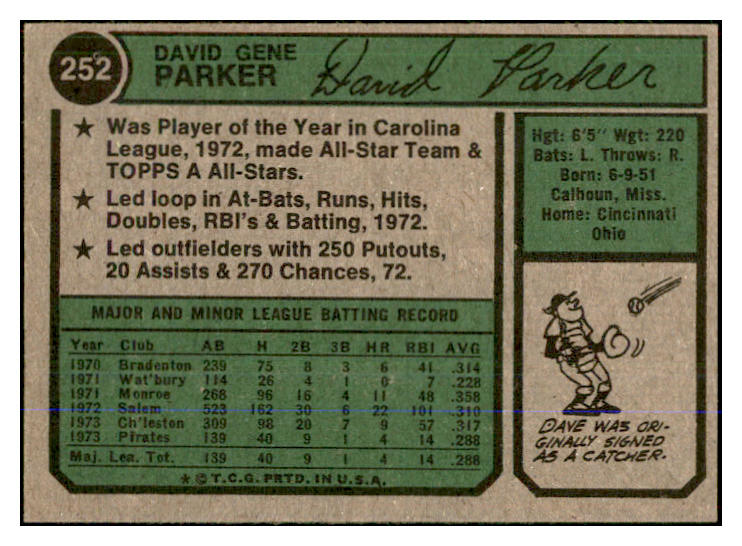 252
DAVID GENE
PARKER
David Parker
★ Was Player of the Year in Carolina
League, 1972, made All-Star Team &
TOPPS A All-Stars.
★ Led loop in At-Bats, Runs, Hits,
Doubles, RBI's & Batting, 1972.
★ Led outfielders with 250 Putouts,
20 Assists & 270 Chances, 72.
Hgt: 6'5" Wgt: 220
Bats: L. Throws: R.
Born: 6-9-51
Calhoun, Miss.
Home: Cincinnati
Ohio
MAJOR AND MINOR LEAGUE BATTING RECORD
Year Club AB H 2B 3B HR RBI AVG
1970 Bradenton 239 75 8 3 6 41 .314
1971 Wat'bury 114 26 4 1 0 7 .228
1971 Monroe 268 96 16 4 11 48 .358
1972 Salem 523 162 30 6 22 101 .310
1973 Ch'leston 309 98 20 7 9 57 .317
1973 Pirates 139 40 9 1 4 14 .288
Maj. Lea. Tot. 139 40 9 1 4 14 .288
★ © T.C.G. PRTD. IN U.S.A.
DAVE WAS ORI-
GINALLY SIGNED
AS A CATCHER.